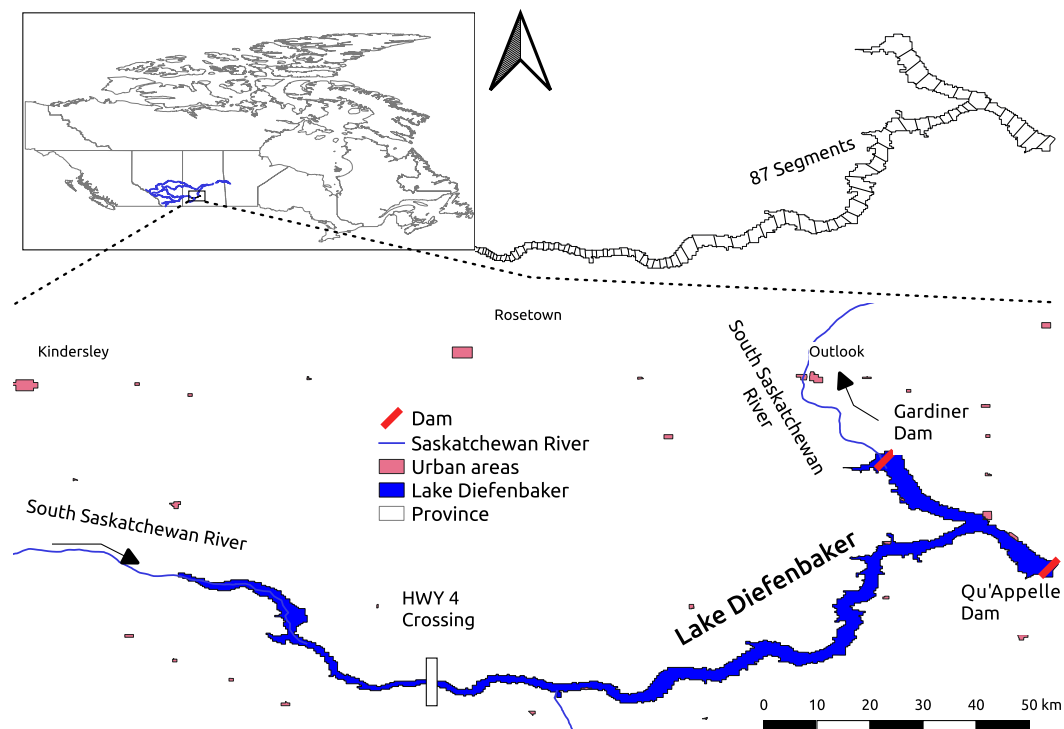 87 Segments
Rosetown
Kindersley
Outlook
South Saskatchewan
River
Gardiner
Dam
Dam
Saskatchewan River
Urban areas
Lake Diefenbaker
Province
South Saskatchewan River
HWY 4
Crossing
Lake Diefenbaker
Qu'Appelle
Dam
0 10 20 30 40 50 km